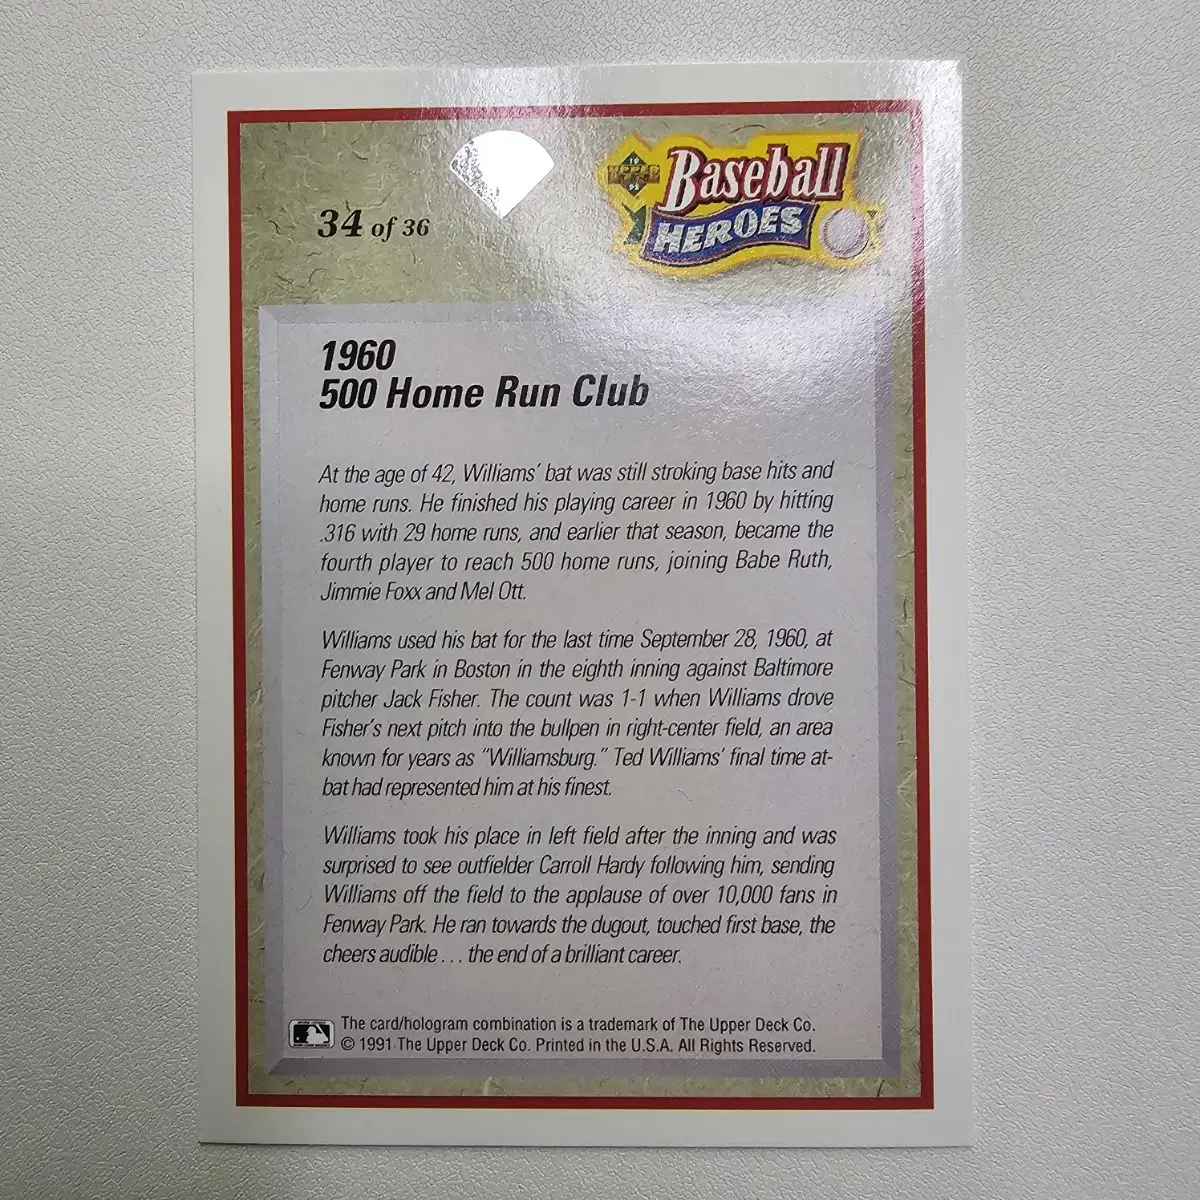 34 of 36
19 92
UPPER DECK
Baseball
HEROES
TM
1960
500 Home Run Club
At the age of 42, Williams' bat was still stroking base hits and
home runs. He finished his playing career in 1960 by hitting
.316 with 29 home runs, and earlier that season, became the
fourth player to reach 500 home runs, joining Babe Ruth,
Jimmie Foxx and Mel Ott.
Williams used his bat for the last time September 28, 1960, at
Fenway Park in Boston in the eighth inning against Baltimore
pitcher Jack Fisher. The count was 1-1 when Williams drove
Fisher's next pitch into the bullpen in right-center field, an area
known for years as "Williamsburg." Ted Williams' final time at-
bat had represented him at his finest.
Williams took his place in left field after the inning and was
surprised to see outfielder Carroll Hardy following him, sending
Williams off the field to the applause of over 10,000 fans in
Fenway Park. He ran towards the dugout, touched first base, the
cheers audible . . . the end of a brilliant career.
The card/hologram combination is a trademark of The Upper Deck Co.
© 1991 The Upper Deck Co. Printed in the U.S.A. All Rights Reserved.